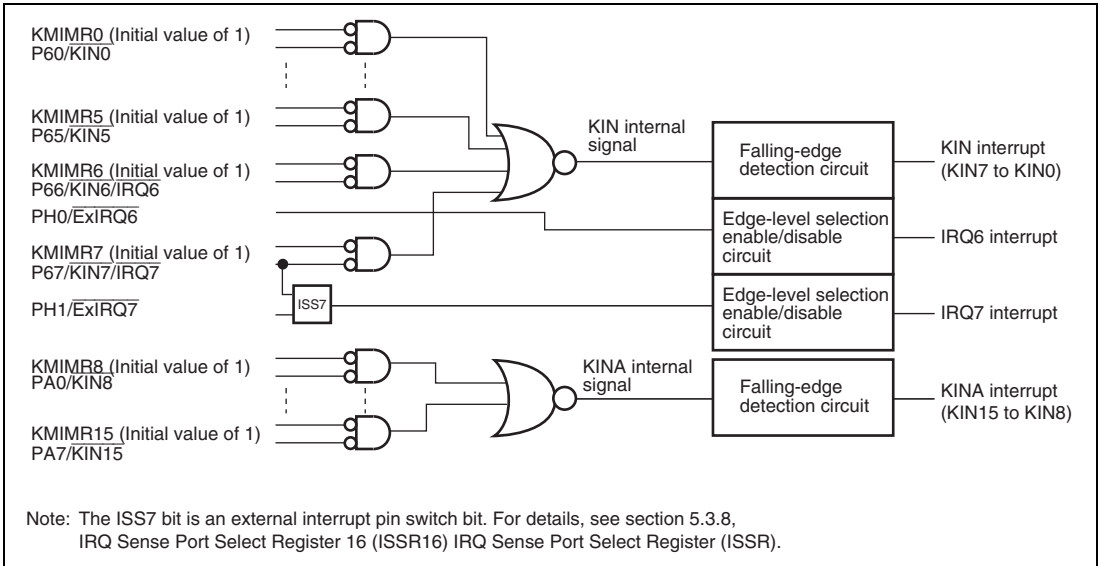 KMIMR0 (Initial value of 1)
P60/KIN0
KMIMR5 (Initial value of 1)
P65/KIN5
KMIMR6 (Initial value of 1)
P66/KIN6/IRQ6
PH0/ExIRQ6
KMIMR7 (Initial value of 1)
P67/KIN7/IRQ7
PH1/ExIRQ7
ISS7
KMIMR8 (Initial value of 1)
PA0/KIN8
KMIMR15 (Initial value of 1)
PA7/KIN15
KIN internal
signal
KINA internal
signal
Falling-edge
detection circuit
Edge-level selection
enable/disable
circuit
Edge-level selection
enable/disable
circuit
Falling-edge
detection circuit
KIN interrupt
(KIN7 to KIN0)
IRQ6 interrupt
IRQ7 interrupt
KINA interrupt
(KIN15 to KIN8)
Note: The ISS7 bit is an external interrupt pin switch bit. For details, see section 5.3.8,
IRQ Sense Port Select Register 16 (ISSR16) IRQ Sense Port Select Register (ISSR).